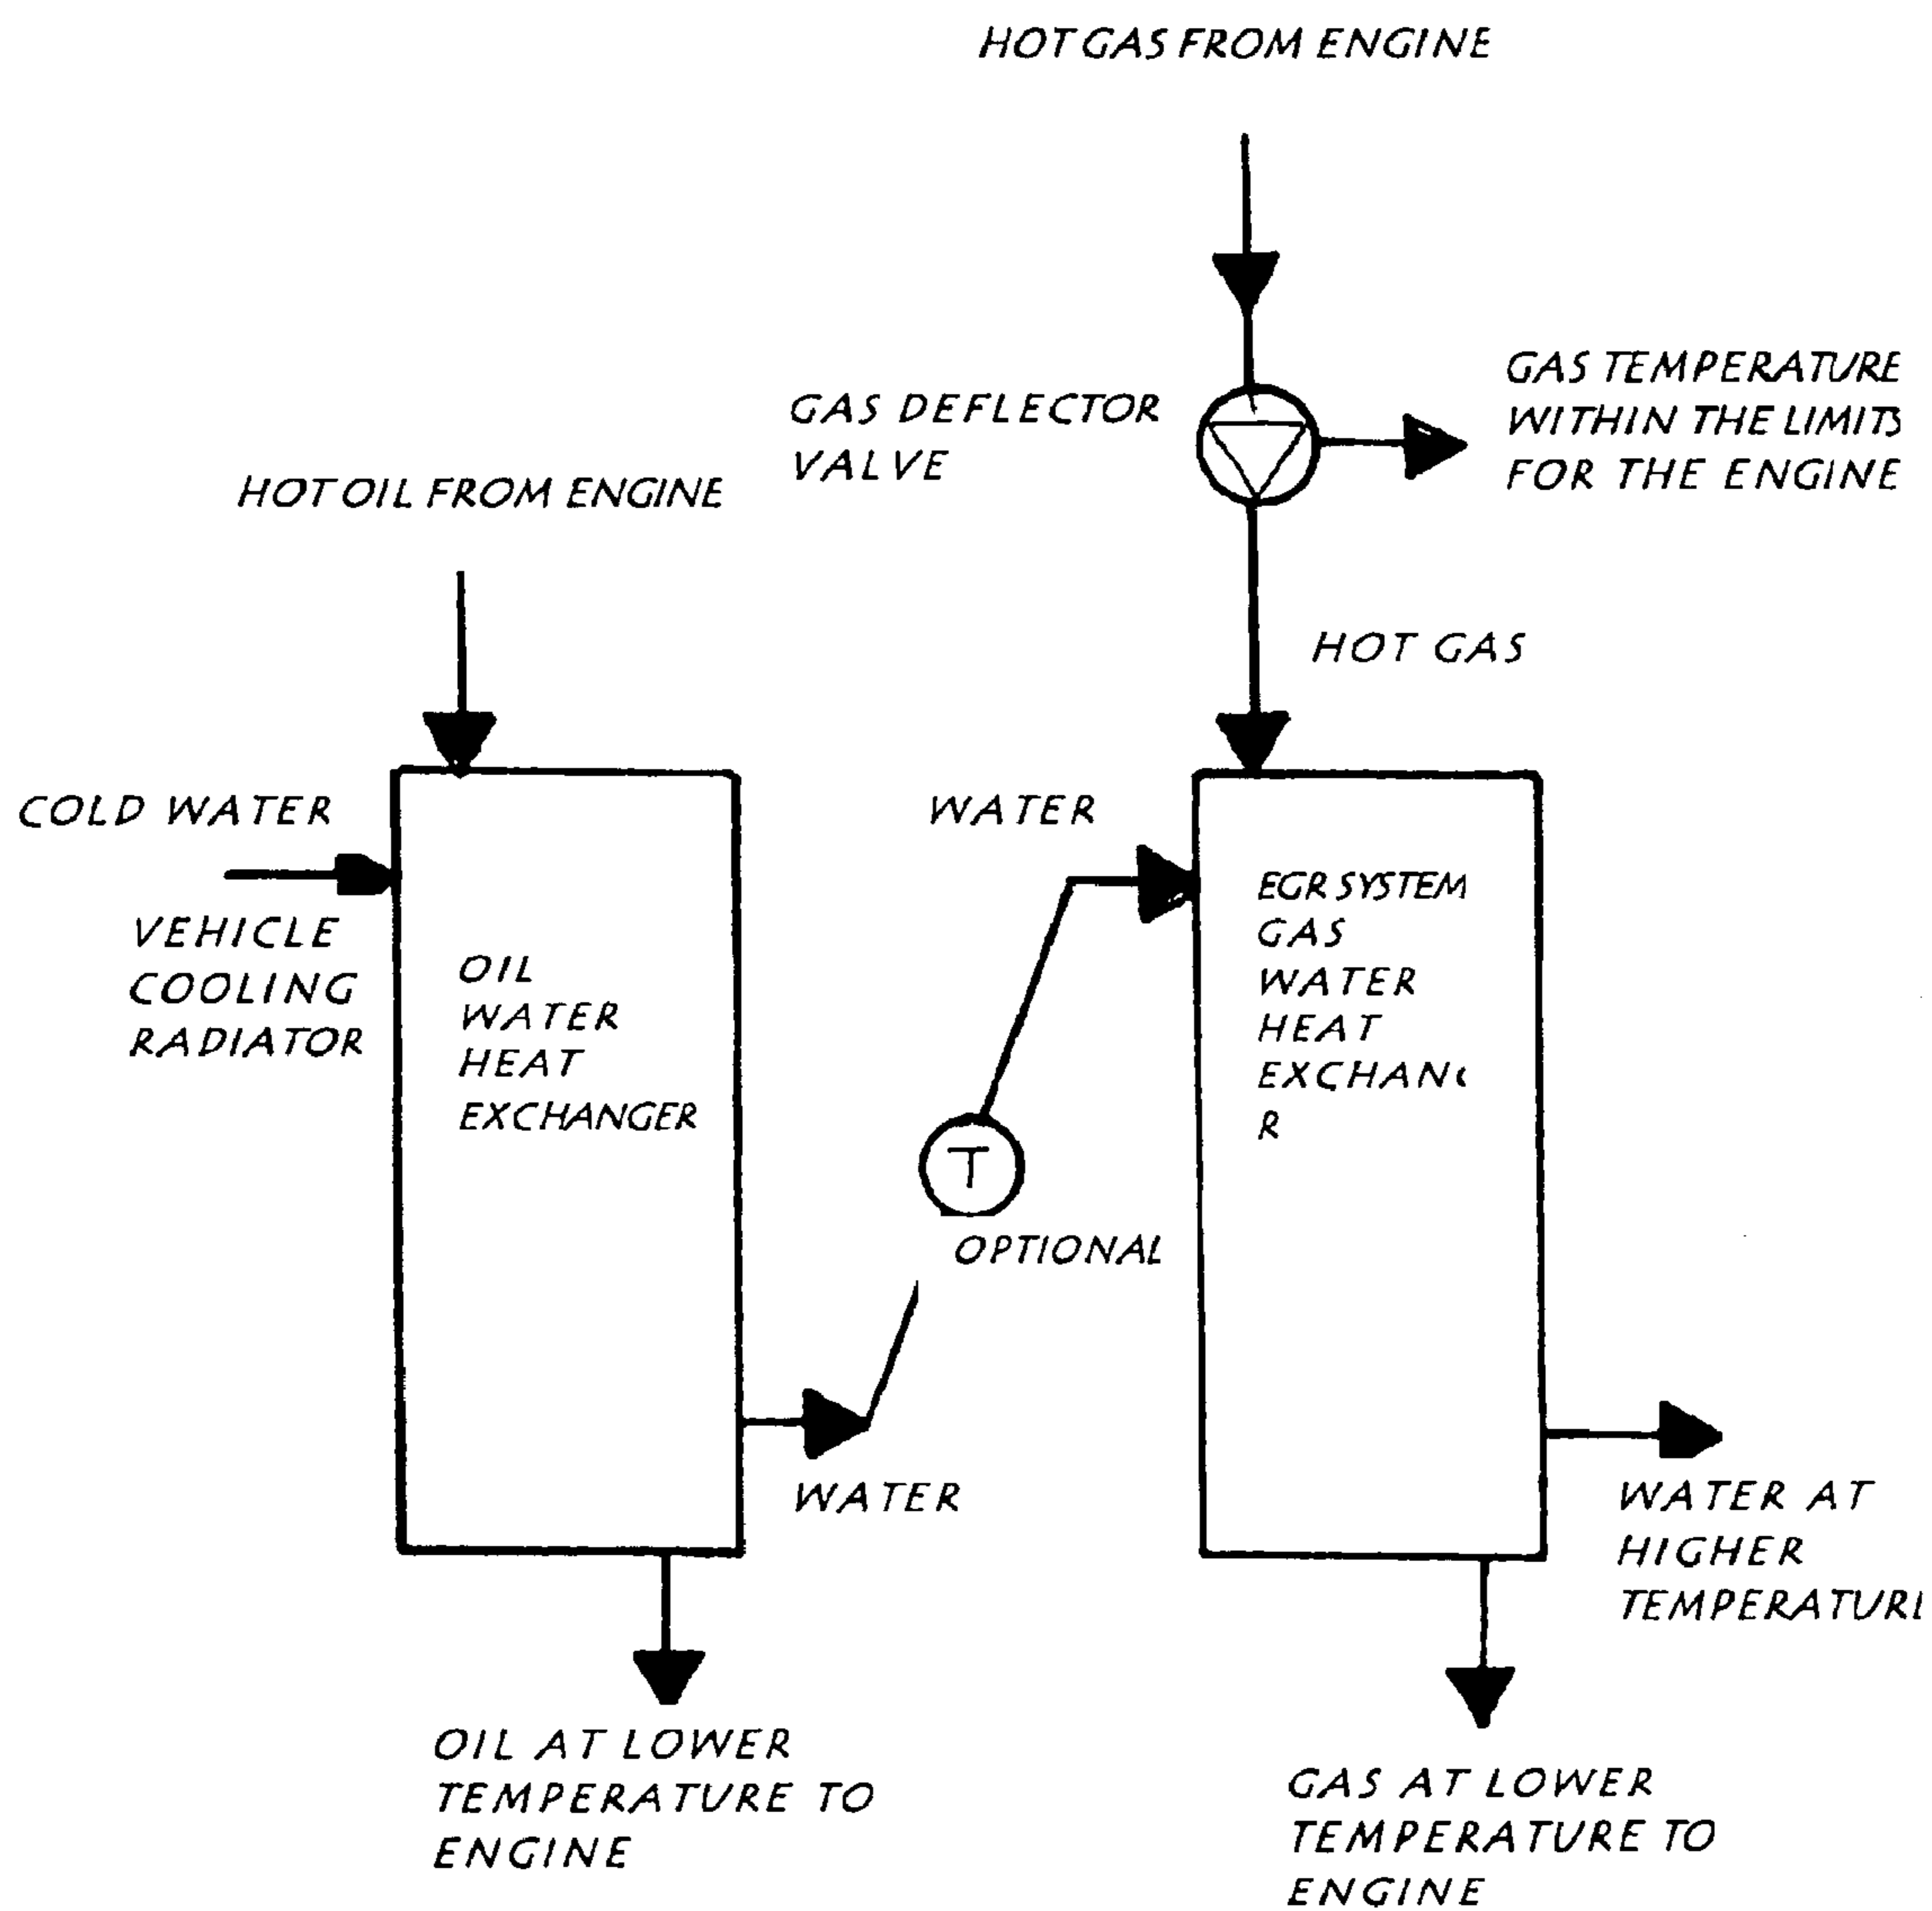 HOT GAS FROM ENGINE
GAS DEFLECTOR
VALVE
GAS TEMPERATURE
WITHIN THE LIMITS
FOR THE ENGINE
HOT OIL FROM ENGINE
HOT GAS
COLD WATER
VEHICLE
COOLING
RADIATOR
OIL
WATER
HEAT
EXCHANGER
WATER
EGR SYSTEM
GAS
WATER
HEAT
EXCHANG
R
T
OPTIONAL
WATER
WATER AT
HIGHER
TEMPERATURE
OIL AT LOWER
TEMPERATURE TO
ENGINE
GAS AT LOWER
TEMPERATURE TO
ENGINE